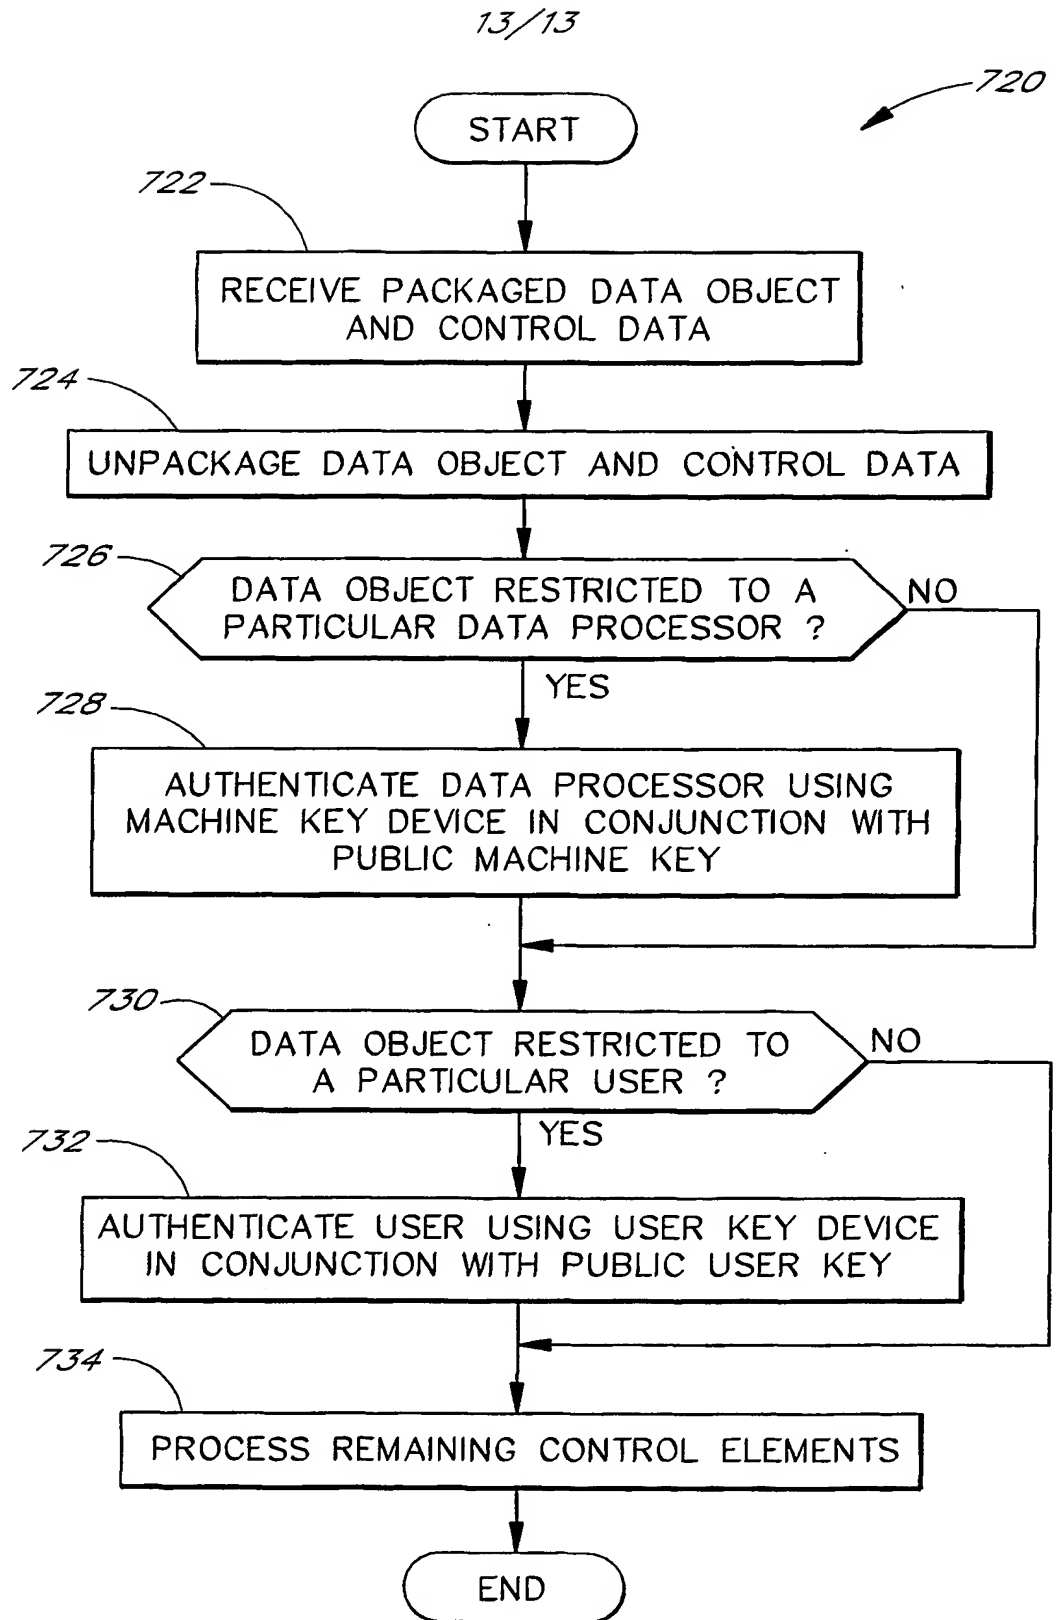 13/13
720
START
722
RECEIVE PACKAGED DATA OBJECT
AND CONTROL DATA
724
UNPACKAGE DATA OBJECT AND CONTROL DATA
726
DATA OBJECT RESTRICTED TO A
PARTICULAR DATA PROCESSOR ?
NO
YES
728
AUTHENTICATE DATA PROCESSOR USING
MACHINE KEY DEVICE IN CONJUNCTION WITH
PUBLIC MACHINE KEY
730
DATA OBJECT RESTRICTED TO
A PARTICULAR USER ?
NO
YES
732
AUTHENTICATE USER USING USER KEY DEVICE
IN CONJUNCTION WITH PUBLIC USER KEY
734
PROCESS REMAINING CONTROL ELEMENTS
END